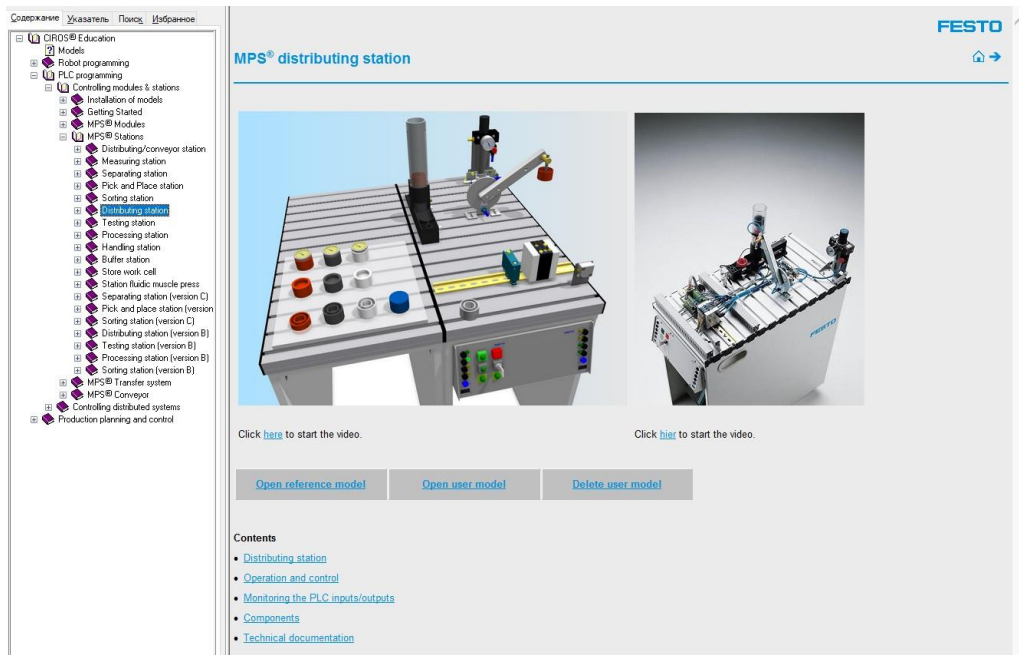 Содержание Указатель Поиск Избранное
CIROS® Education
Models
Robot programming
PLC programming
Controlling modules & stations
Installation of models
Getting Started
MPS® Modules
MPS® Stations
Distributing/conveyor station
Measuring station
Separating station
Pick and Place station
Sorting station
Distributing station
Testing station
Processing station
Handling station
Buffer station
Store work cell
Station fluidic muscle press
Separating station (version C)
Pick and place station (version
Sorting station (version C)
Distributing station (version B)
Testing station (version B)
Processing station (version B)
Sorting station (version B)
MPS® Transfer system
MPS® Conveyor
Controlling distributed systems
Production planning and control
FESTO
MPS® distributing station
FESTO
Click here to start the video.
Click hier to start the video.
Open reference model Open user model Delete user model
Contents
• Distributing station
• Operation and control
• Monitoring the PLC inputs/outputs
• Components
• Technical documentation